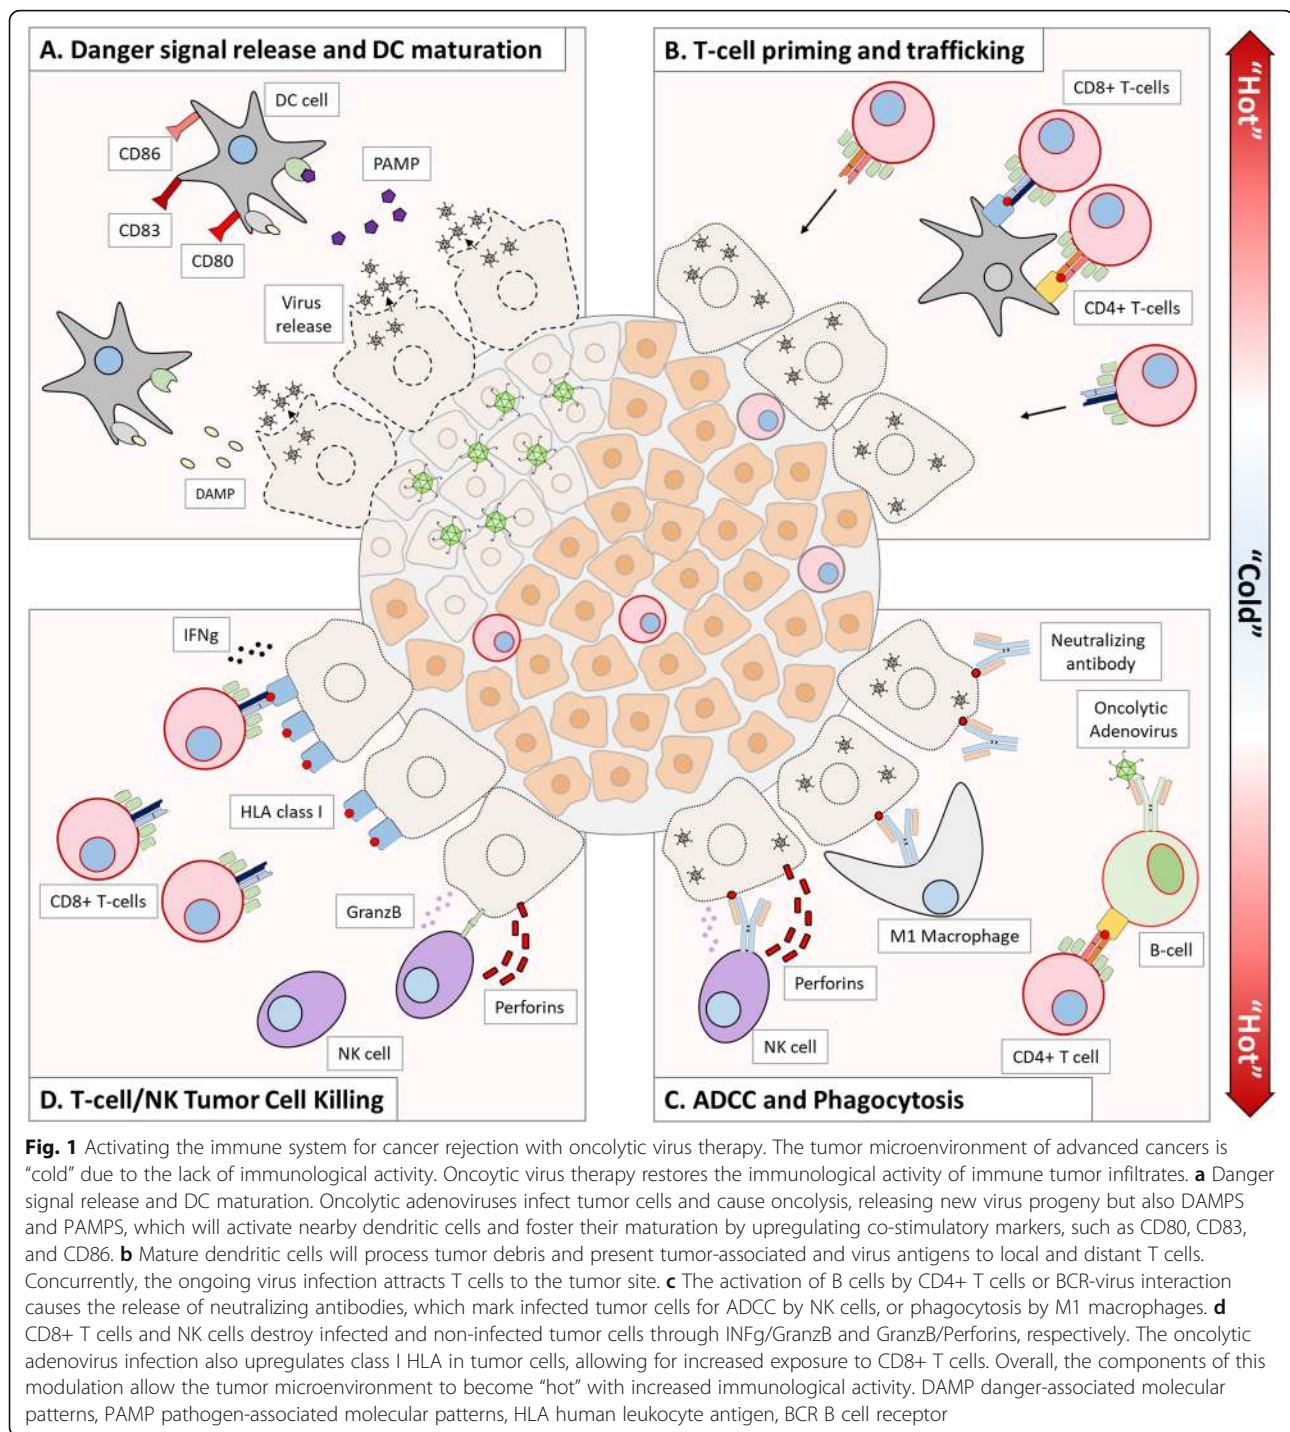 A. Danger signal release and DC maturation
DC cell
CD86
CD83
CD80
PAMP
Virus
release
DAMP
B. T-cell priming and trafficking
CD8+ T-cells
CD4+ T-cells
"Hot"
"Cold"
"Hot"
IFNg
HLA class I
CD8+ T-cells
GranzB
Perforins
NK cell
D. T-cell/NK Tumor Cell Killing
Neutralizing
antibody
Oncolytic
Adenovirus
M1 Macrophage
B-cell
Perforins
NK cell
CD4+ T cell
C. ADCC and Phagocytosis
Fig. 1 Activating the immune system for cancer rejection with oncolytic virus therapy. The tumor microenvironment of advanced cancers is
"cold" due to the lack of immunological activity. Oncoytic virus therapy restores the immunological activity of immune tumor infiltrates. a Danger
signal release and DC maturation. Oncolytic adenoviruses infect tumor cells and cause oncolysis, releasing new virus progeny but also DAMPS
and PAMPS, which will activate nearby dendritic cells and foster their maturation by upregulating co-stimulatory markers, such as CD80, CD83,
and CD86. b Mature dendritic cells will process tumor debris and present tumor-associated and virus antigens to local and distant T cells.
Concurrently, the ongoing virus infection attracts T cells to the tumor site. c The activation of B cells by CD4+ T cells or BCR-virus interaction
causes the release of neutralizing antibodies, which mark infected tumor cells for ADCC by NK cells, or phagocytosis by M1 macrophages. d
CD8+ T cells and NK cells destroy infected and non-infected tumor cells through INFg/GranzB and GranzB/Perforins, respectively. The oncolytic
adenovirus infection also upregulates class I HLA in tumor cells, allowing for increased exposure to CD8+ T cells. Overall, the components of this
modulation allow the tumor microenvironment to become "hot" with increased immunological activity. DAMP danger-associated molecular
patterns, PAMP pathogen-associated molecular patterns, HLA human leukocyte antigen, BCR B cell receptor